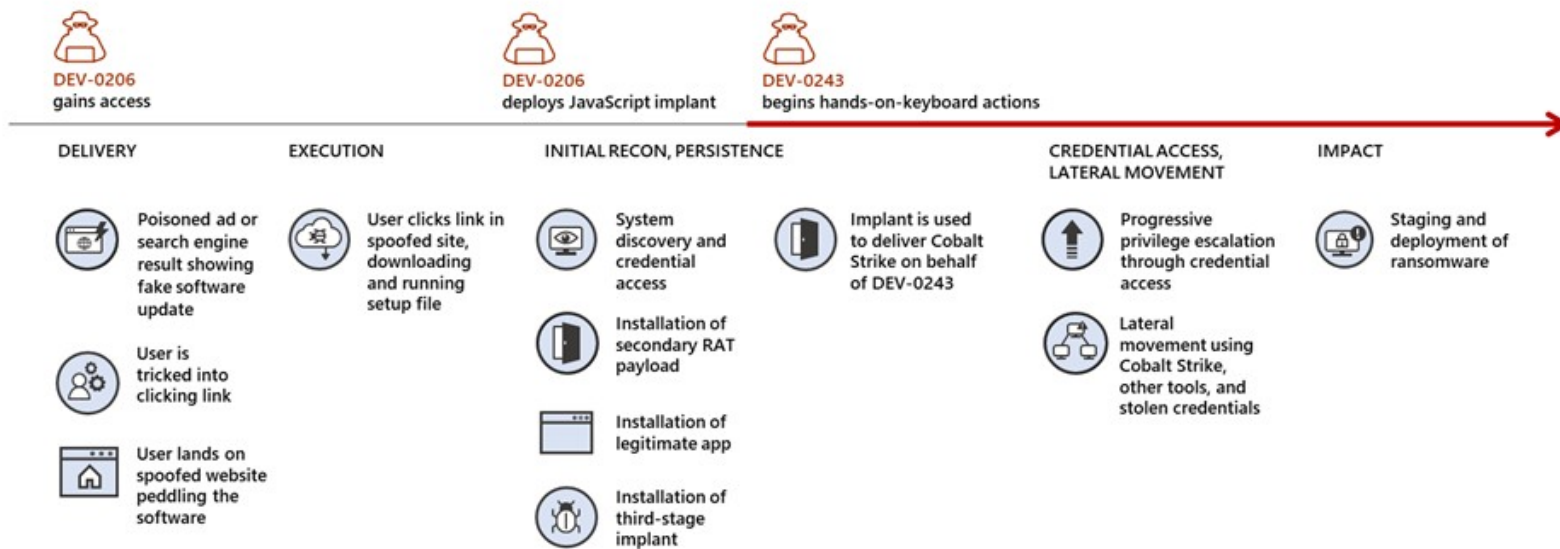 DEV-0206
gains access
DEV-0206
deploys JavaScript implant
DEV-0243
begins hands-on-keyboard actions
DELIVERY
Poisoned ad or
search engine
result showing
fake software
update
User is
tricked into
clicking link
User lands on
spoofed website
peddling the
software
EXECUTION
User clicks link in
spoofed site,
downloading
and running
setup file
INITIAL RECON, PERSISTENCE
System
discovery and
credential
access
Installation of
secondary RAT
payload
Installation of
legitimate app
Installation of
third-stage
implant
Implant is used
to deliver Cobalt
Strike on behalf
of DEV-0243
CREDENTIAL ACCESS,
LATERAL MOVEMENT
Progressive
privilege escalation
through credential
access
Lateral
movement using
Cobalt Strike,
other tools, and
stolen credentials
IMPACT
Staging and
deployment of
ransomware